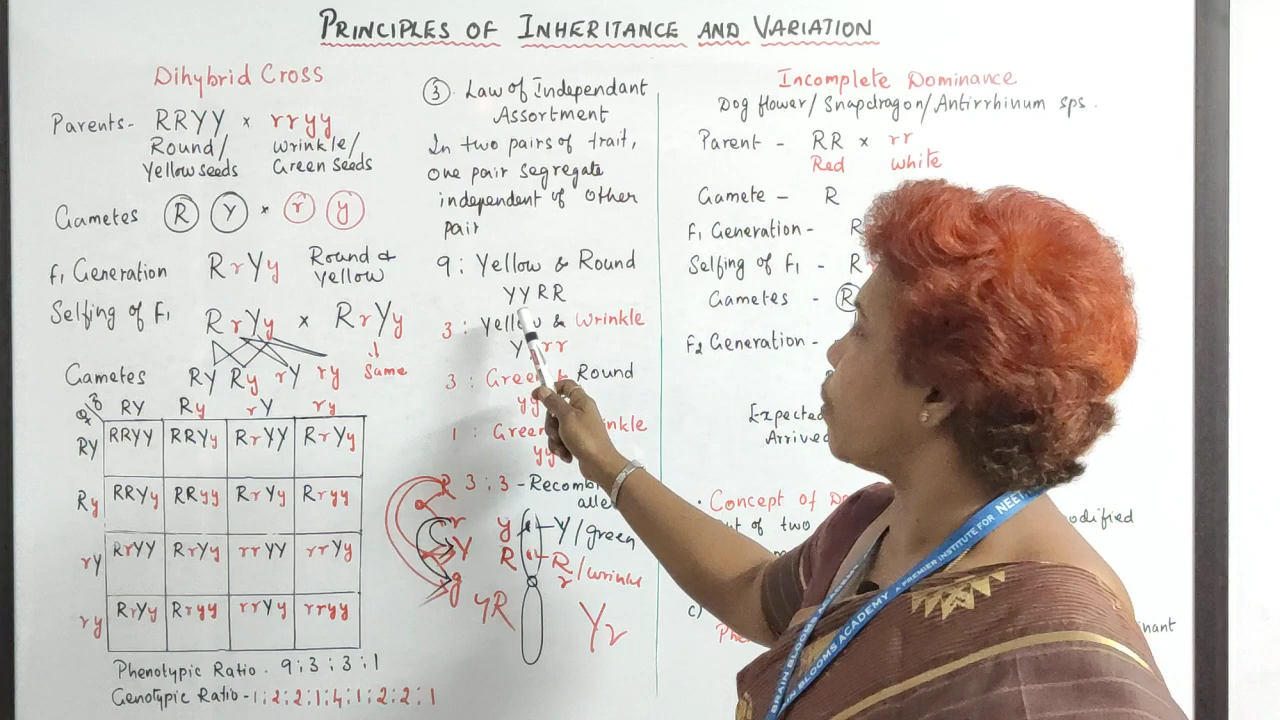 PRINCIPLES OF INHERITANCE AND VARIATION
Dihybrid Cross
Parents- RRYY × rryy
Round/ Wrinkle/
Yellow seeds Green Seeds
Gametes R Y × r y
F1 Generation RrYy Round &
Yellow
Selfing of F1 RrYy × RrYy
Same
Gametes RY Ry rY ry
RY Ry rY ry
RY RRYY RRYy RrYY RrYy
Ry RRYy RRyy RrYy Rryy
rY RrYY RrYy rrYY rrYy
ry RrYy Rryy rrYy rryy
Phenotypic Ratio . 9 ; 3 ; 3 ; 1
Genotypic Ratio - 1 ; 2 ; 2 ; 1 ; 4 ; 1 ; 2 ; 2 ; 1
③ . Law of Independant
Assortment
In two pairs of trait,
one pair segregate
independent of other
pair
9 : Yellow & Round
YYRR
3 : Yellow & Wrinkle
rr
3 : Green Round
yy
1 : Green
yy
R 3 ; 3 -
r y Y/green
Y R R
r/wrinkle
y yR Yr
Incomplete Dominance
Dog flower/ Snapdragon/ Antirrhinum sps .
Parent - RR × rr
Red white
Gamete - R
F1 Generation - R
Selfing of F1 - R
Gametes - R
F2 Generation -
Expected
Arrived
. Concept of
of two modified
c)
BRAIN BLOOMS ACADEMY A PREMIER INSTITUTE FOR NEET